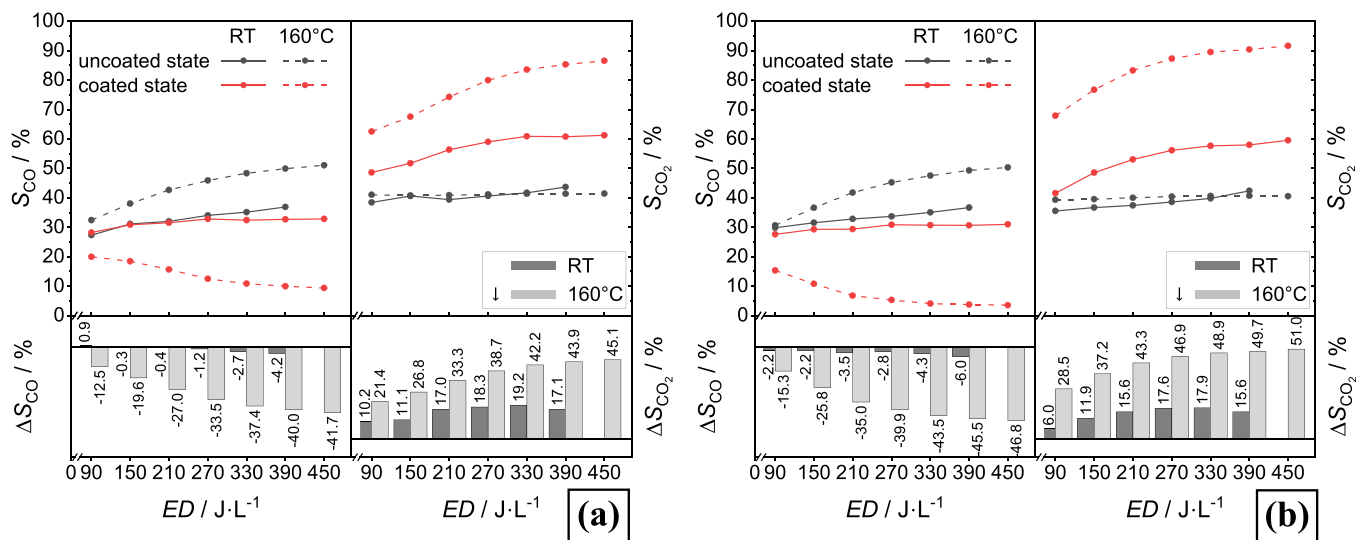 RT 160°C
uncoated state
coated state
S_CO / %
100
90
80
70
60
50
40
30
20
10
0
S_CO₂ / %
RT
↓ 160°C
ΔS_CO / %
0.9 -0.3 -0.4 -1.2 -2.7 -4.2
-12.5 -19.6 -27.0 -33.5 -37.4 -40.0 -41.7
10.2 11.1 17.0 18.3 19.2 17.1
21.4 26.8 33.3 38.7 42.2 43.9 45.1
ΔS_CO₂ / %
0 90 150 210 270 330 390 450
90 150 210 270 330 390 450
ED / J·L⁻¹
ED / J·L⁻¹
(a)
RT 160°C
uncoated state
coated state
S_CO / %
100
90
80
70
60
50
40
30
20
10
0
S_CO₂ / %
RT
↓ 160°C
ΔS_CO / %
-2.2 -2.2 -3.5 -2.8 -4.3 -6.0
-15.3 -25.8 -35.0 -39.9 -43.5 -45.5 -46.8
6.0 11.9 15.6 17.6 17.9 15.6
28.5 37.2 43.3 46.9 48.9 49.7 51.0
ΔS_CO₂ / %
0 90 150 210 270 330 390 450
90 150 210 270 330 390 450
ED / J·L⁻¹
ED / J·L⁻¹
(b)